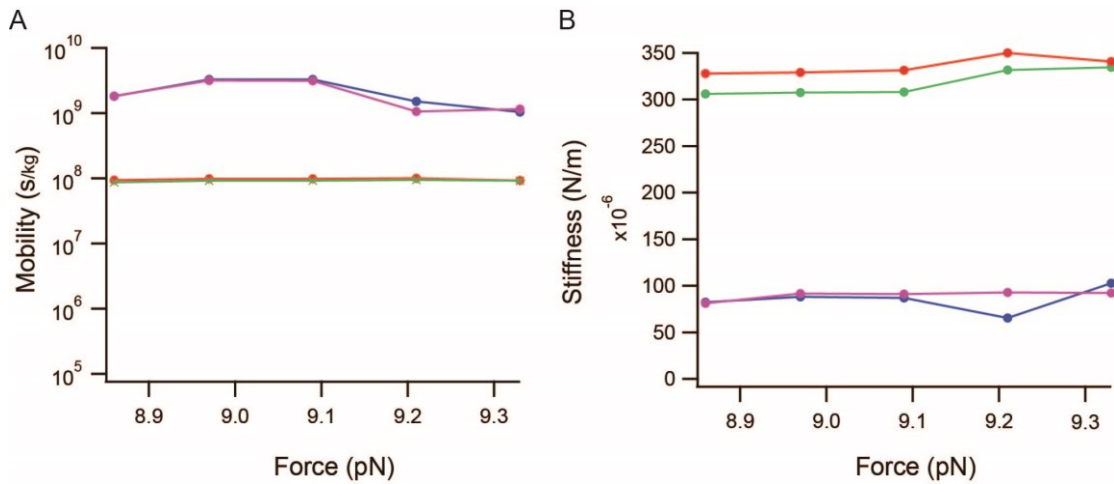 A
Mobility (s/kg)
10^10
10^9
10^8
10^7
10^6
10^5
8.9 9.0 9.1 9.2 9.3
Force (pN)
B
Stiffness (N/m)
x10^-6
350
300
250
200
150
100
50
0
8.9 9.0 9.1 9.2 9.3
Force (pN)